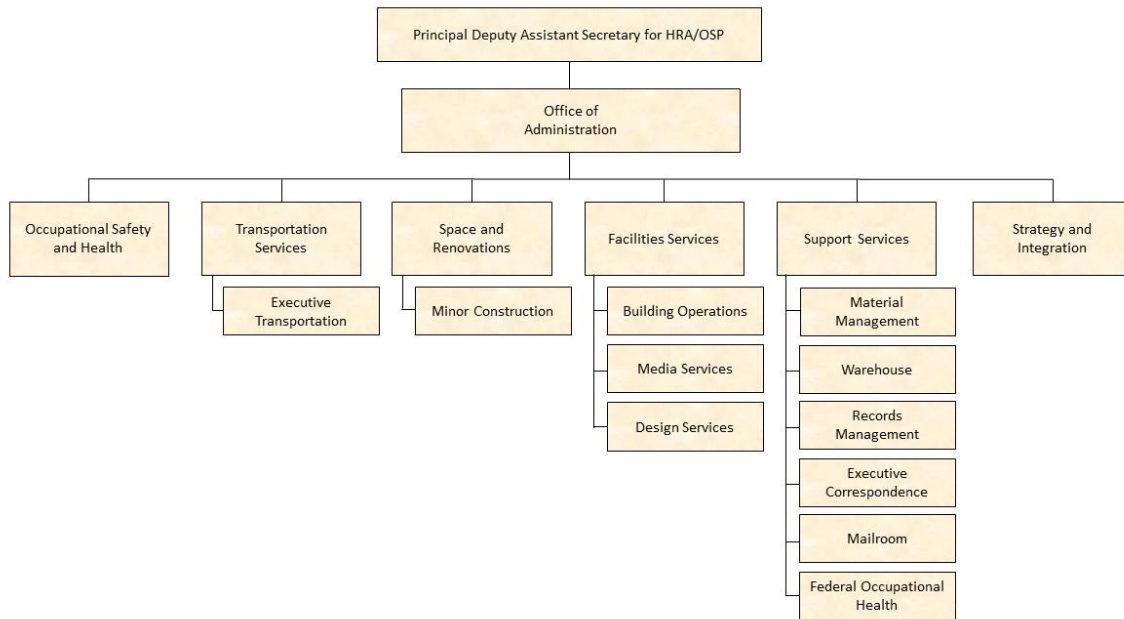 Principal Deputy Assistant Secretary for HRA/OSP
Office of
Administration
Occupational Safety
and Health
Transportation
Services
Space and
Renovations
Facilities Services
Support Services
Strategy and
Integration
Executive
Transportation
Minor Construction
Building Operations
Media Services
Design Services
Material
Management
Warehouse
Records
Management
Executive
Correspondence
Mailroom
Federal Occupational
Health